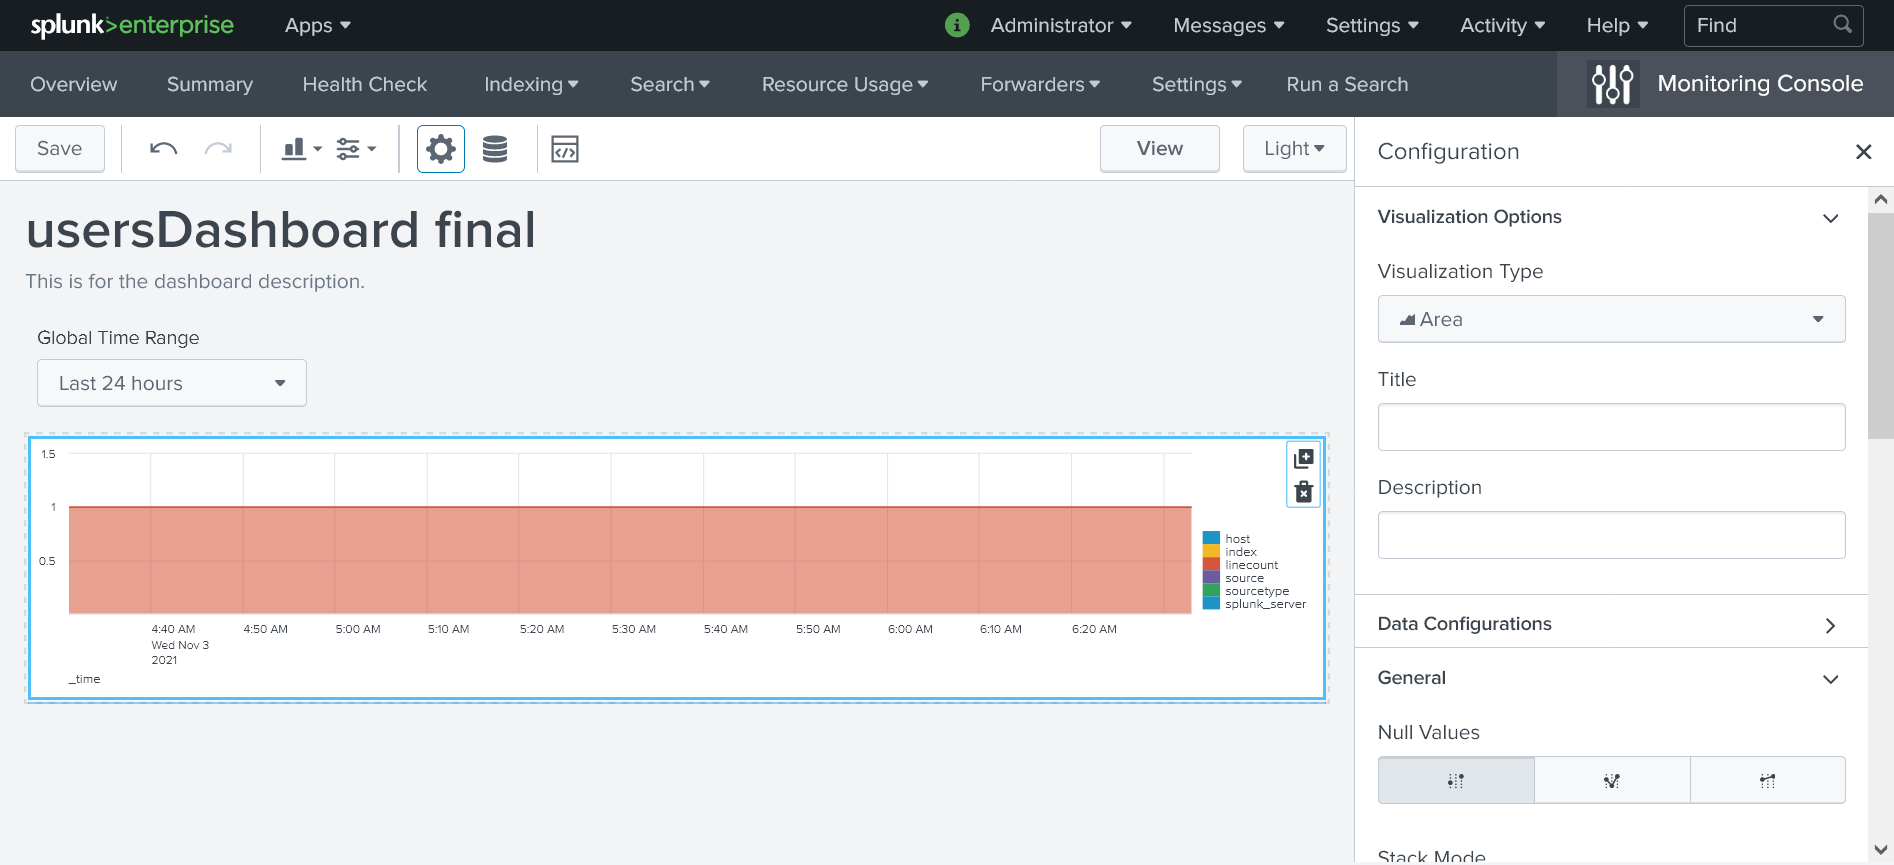 splunk>enterprise Apps Administrator Messages Settings Activity Help Find
Overview Summary Health Check Indexing Search Resource Usage Forwarders Settings Run a Search Monitoring Console
Save View Light
usersDashboard final
This is for the dashboard description.
Global Time Range
Last 24 hours
1.5
1
0.5
host
index
linecount
source
sourcetype
splunk_server
4:40 AM 4:50 AM 5:00 AM 5:10 AM 5:20 AM 5:30 AM 5:40 AM 5:50 AM 6:00 AM 6:10 AM 6:20 AM
Wed Nov 3
2021
_time
Configuration
Visualization Options
Visualization Type
Area
Title
Description
Data Configurations
General
Null Values
Stack Mode